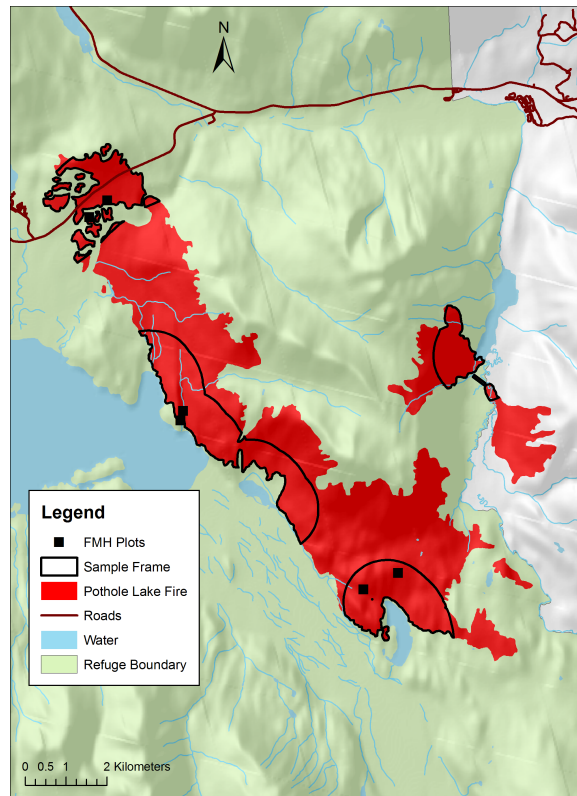 N
Legend
FMH Plots
Sample Frame
Pothole Lake Fire
Roads
Water
Refuge Boundary
0 0.5 1 2 Kilometers